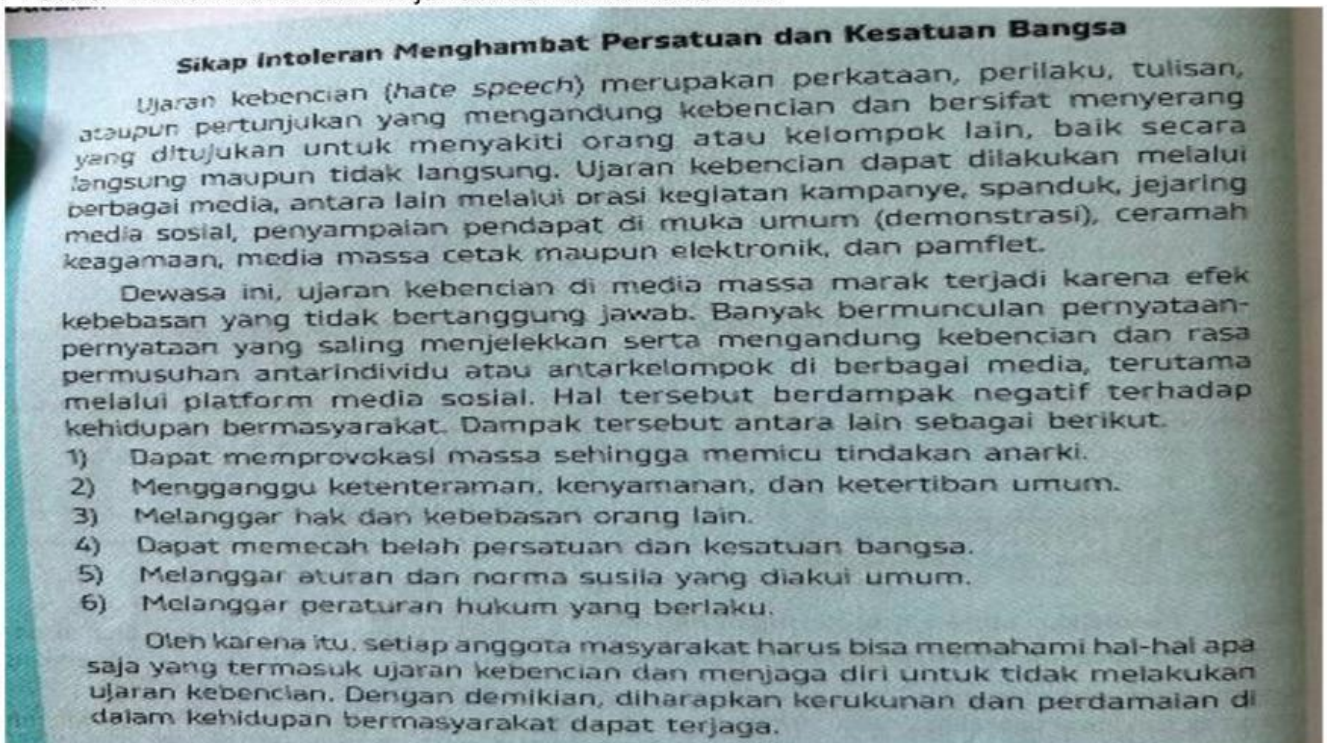 Sikap intoleran Menghambat Persatuan dan Kesatuan Bangsa
Ujaran kebencian (hate speech) merupakan perkataan, perilaku, tulisan,
ataupun pertunjukan yang mengandung kebencian dan bersifat menyerang
yang ditujukan untuk menyakiti orang atau kelompok lain, baik secara
langsung maupun tidak langsung. Ujaran kebencian dapat dilakukan melalui
berbagai media, antara lain melalui orasi kegiatan kampanye, spanduk, jejaring
media sosial, penyampaian pendapat di muka umum (demonstrasi), ceramah
keagamaan, media massa cetak maupun elektronik, dan pamflet.
Dewasa ini, ujaran kebencian di media massa marak terjadi karena efek
kebebasan yang tidak bertanggung jawab. Banyak bermunculan pernyataan-
pernyataan yang saling menjelekkan serta mengandung kebencian dan rasa
permusuhan antarindividu atau antarkelompok di berbagai media, terutama
melalui platform media sosial. Hal tersebut berdampak negatif terhadap
kehidupan bermasyarakat. Dampak tersebut antara lain sebagai berikut.
1) Dapat memprovokasi massa sehingga memicu tindakan anarki.
2) Mengganggu ketenteraman, kenyamanan, dan ketertiban umum.
3) Melanggar hak dan kebebasan orang lain.
4) Dapat memecah belah persatuan dan kesatuan bangsa.
5) Melanggar aturan dan norma susila yang diakui umum.
6) Melanggar peraturan hukum yang berlaku.
Oleh karena itu, setiap anggota masyarakat harus bisa memahami hal-hal apa
saja yang termasuk ujaran kebencian dan menjaga diri untuk tidak melakukan
ujaran kebencian. Dengan demikian, diharapkan kerukunan dan perdamaian di
dalam kehidupan bermasyarakat dapat terjaga.